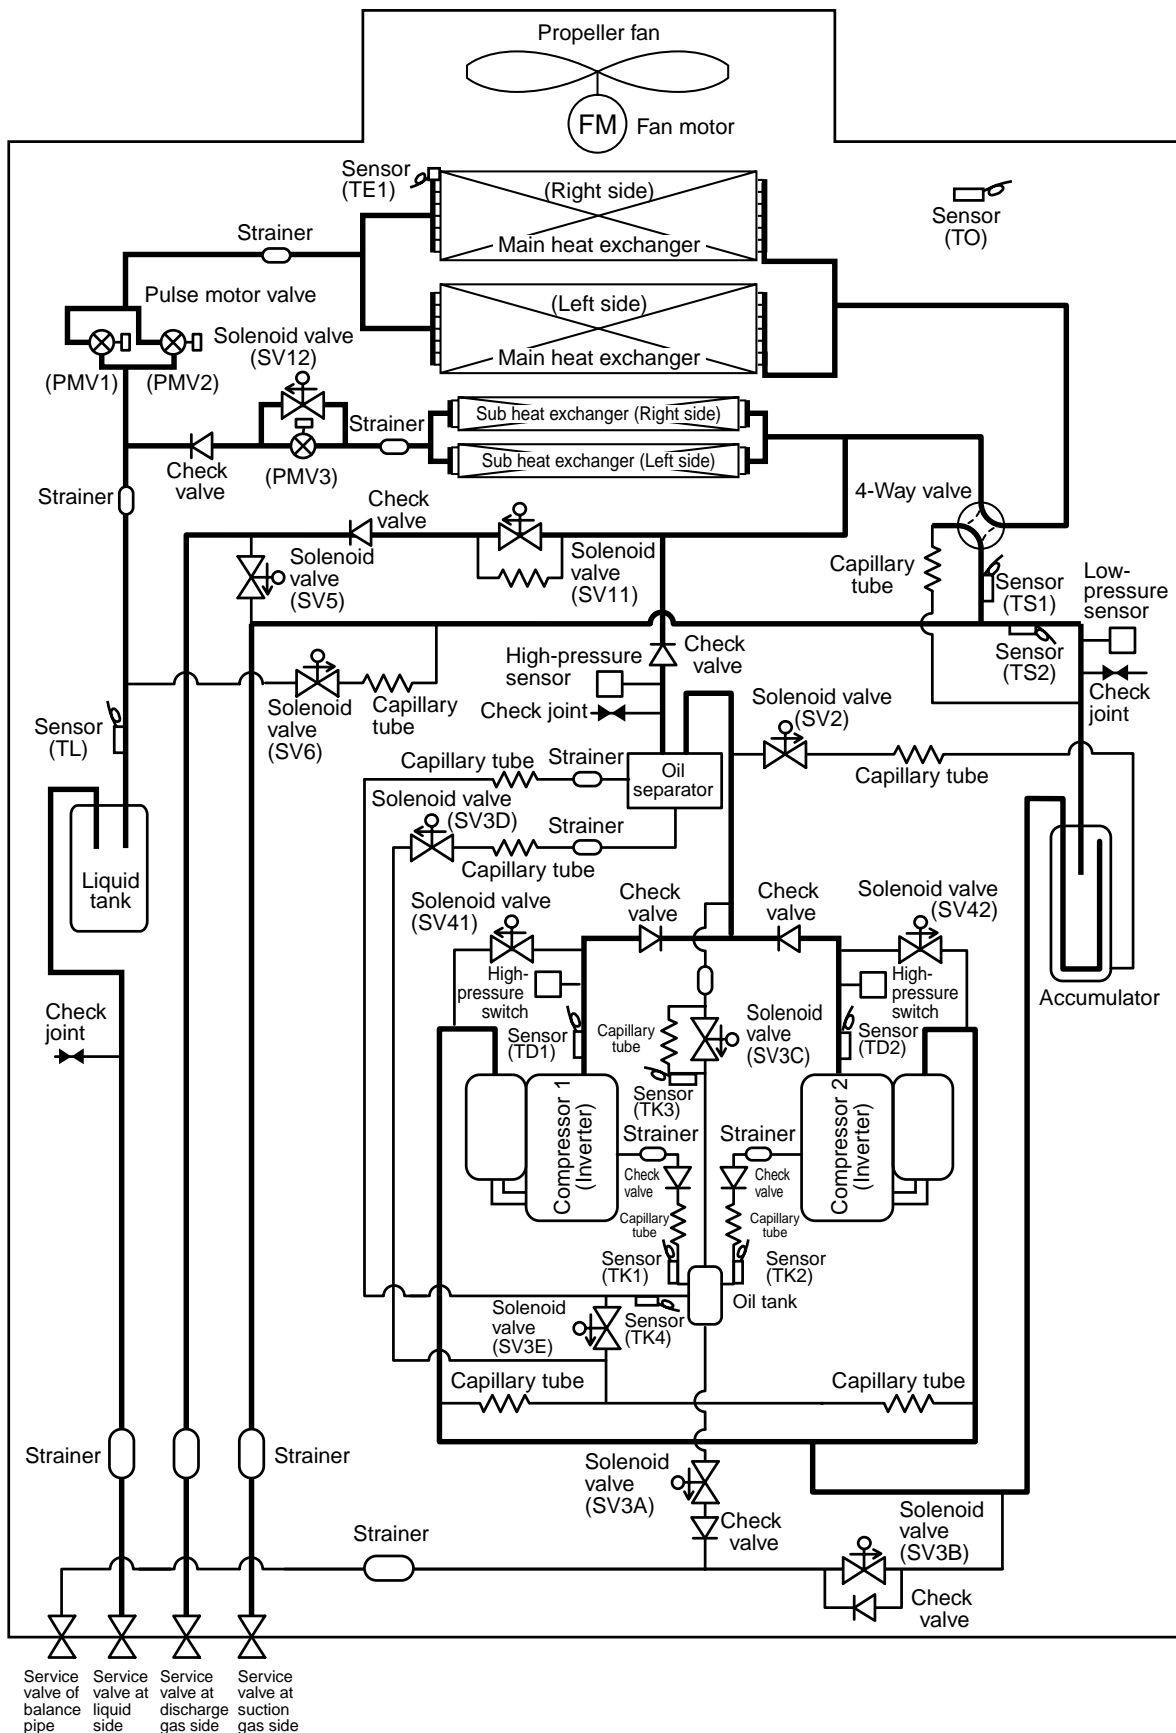 Propeller fan
FM
Fan motor
Sensor
(TE1)
(Right side)
Main heat exchanger
Sensor
(TO)
Strainer
(Left side)
Main heat exchanger
Pulse motor valve
Solenoid valve
(SV12)
(PMV1)
(PMV2)
Strainer
Sub heat exchanger (Right side)
Sub heat exchanger (Left side)
Check
valve
(PMV3)
4-Way valve
Strainer
Check
valve
Solenoid
valve
(SV5)
Solenoid
valve
(SV11)
Capillary
tube
Sensor
(TS1)
Low-
pressure
sensor
Sensor
(TS2)
High-pressure
sensor
Check
valve
Check
joint
Solenoid
valve
(SV6)
Capillary
tube
Check joint
Solenoid valve
(SV2)
Sensor
(TL)
Capillary tube
Strainer
Oil
separator
Capillary tube
Solenoid valve
(SV3D)
Strainer
Capillary tube
Liquid
tank
Solenoid valve
(SV41)
Check
valve
Check
valve
Solenoid valve
(SV42)
High-
pressure
switch
High-
pressure
switch
Accumulator
Check
joint
Sensor
(TD1)
Capillary
tube
Solenoid
valve
(SV3C)
Sensor
(TD2)
Sensor
(TK3)
Compressor 1
(Inverter)
Compressor 2
(Inverter)
Strainer
Strainer
Check
valve
Check
valve
Capillary
tube
Capillary
tube
Sensor
(TK1)
Sensor
(TK2)
Oil tank
Solenoid
valve
(SV3E)
Sensor
(TK4)
Capillary tube
Capillary tube
Strainer
Strainer
Solenoid
valve
(SV3A)
Check
valve
Solenoid
valve
(SV3B)
Strainer
Check
valve
Service
valve of
balance
pipe
Service
valve at
liquid
side
Service
valve at
discharge
gas side
Service
valve at
suction
gas side